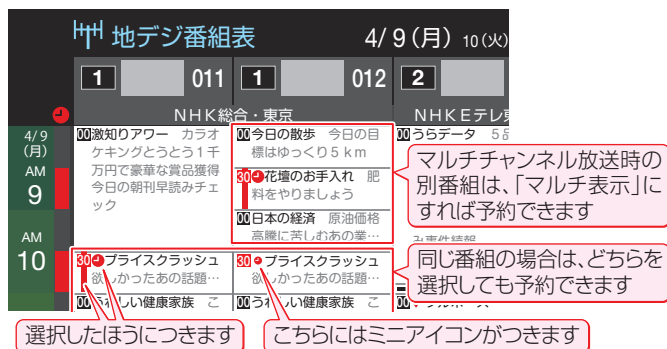 地デジ番組表
4/ 9(月) 10(火)
1 011 1 012 2
NHK総合・東京 NHKEテレ東
4/ 9
(月)
AM
9
AM
10
00激知りアワー カラオ
ケキングとうとう1千
万円で豪華な賞品獲得
今日の朝刊早読みチェ
ック
30プライスクラッシュ
欲しかったあの話題…
00うれしい健康家族 こ
00今日の散歩 今日の目
標はゆっくり5km
30花壇のお手入れ 肥
料をやりましょう
00日本の経済 原油価格
高騰に苦しむあの業…
30プライスクラッシュ
欲しかったあの話題…
00うれしい健康家族 こ
00うらデータ 5
マルチチャンネル放送時の
別番組は、「マルチ表示」に
すれば予約できます
同じ番組の場合は、どちらを
選択しても予約できます
選択したほうにつきます
こちらにはミニアイコンがつきます